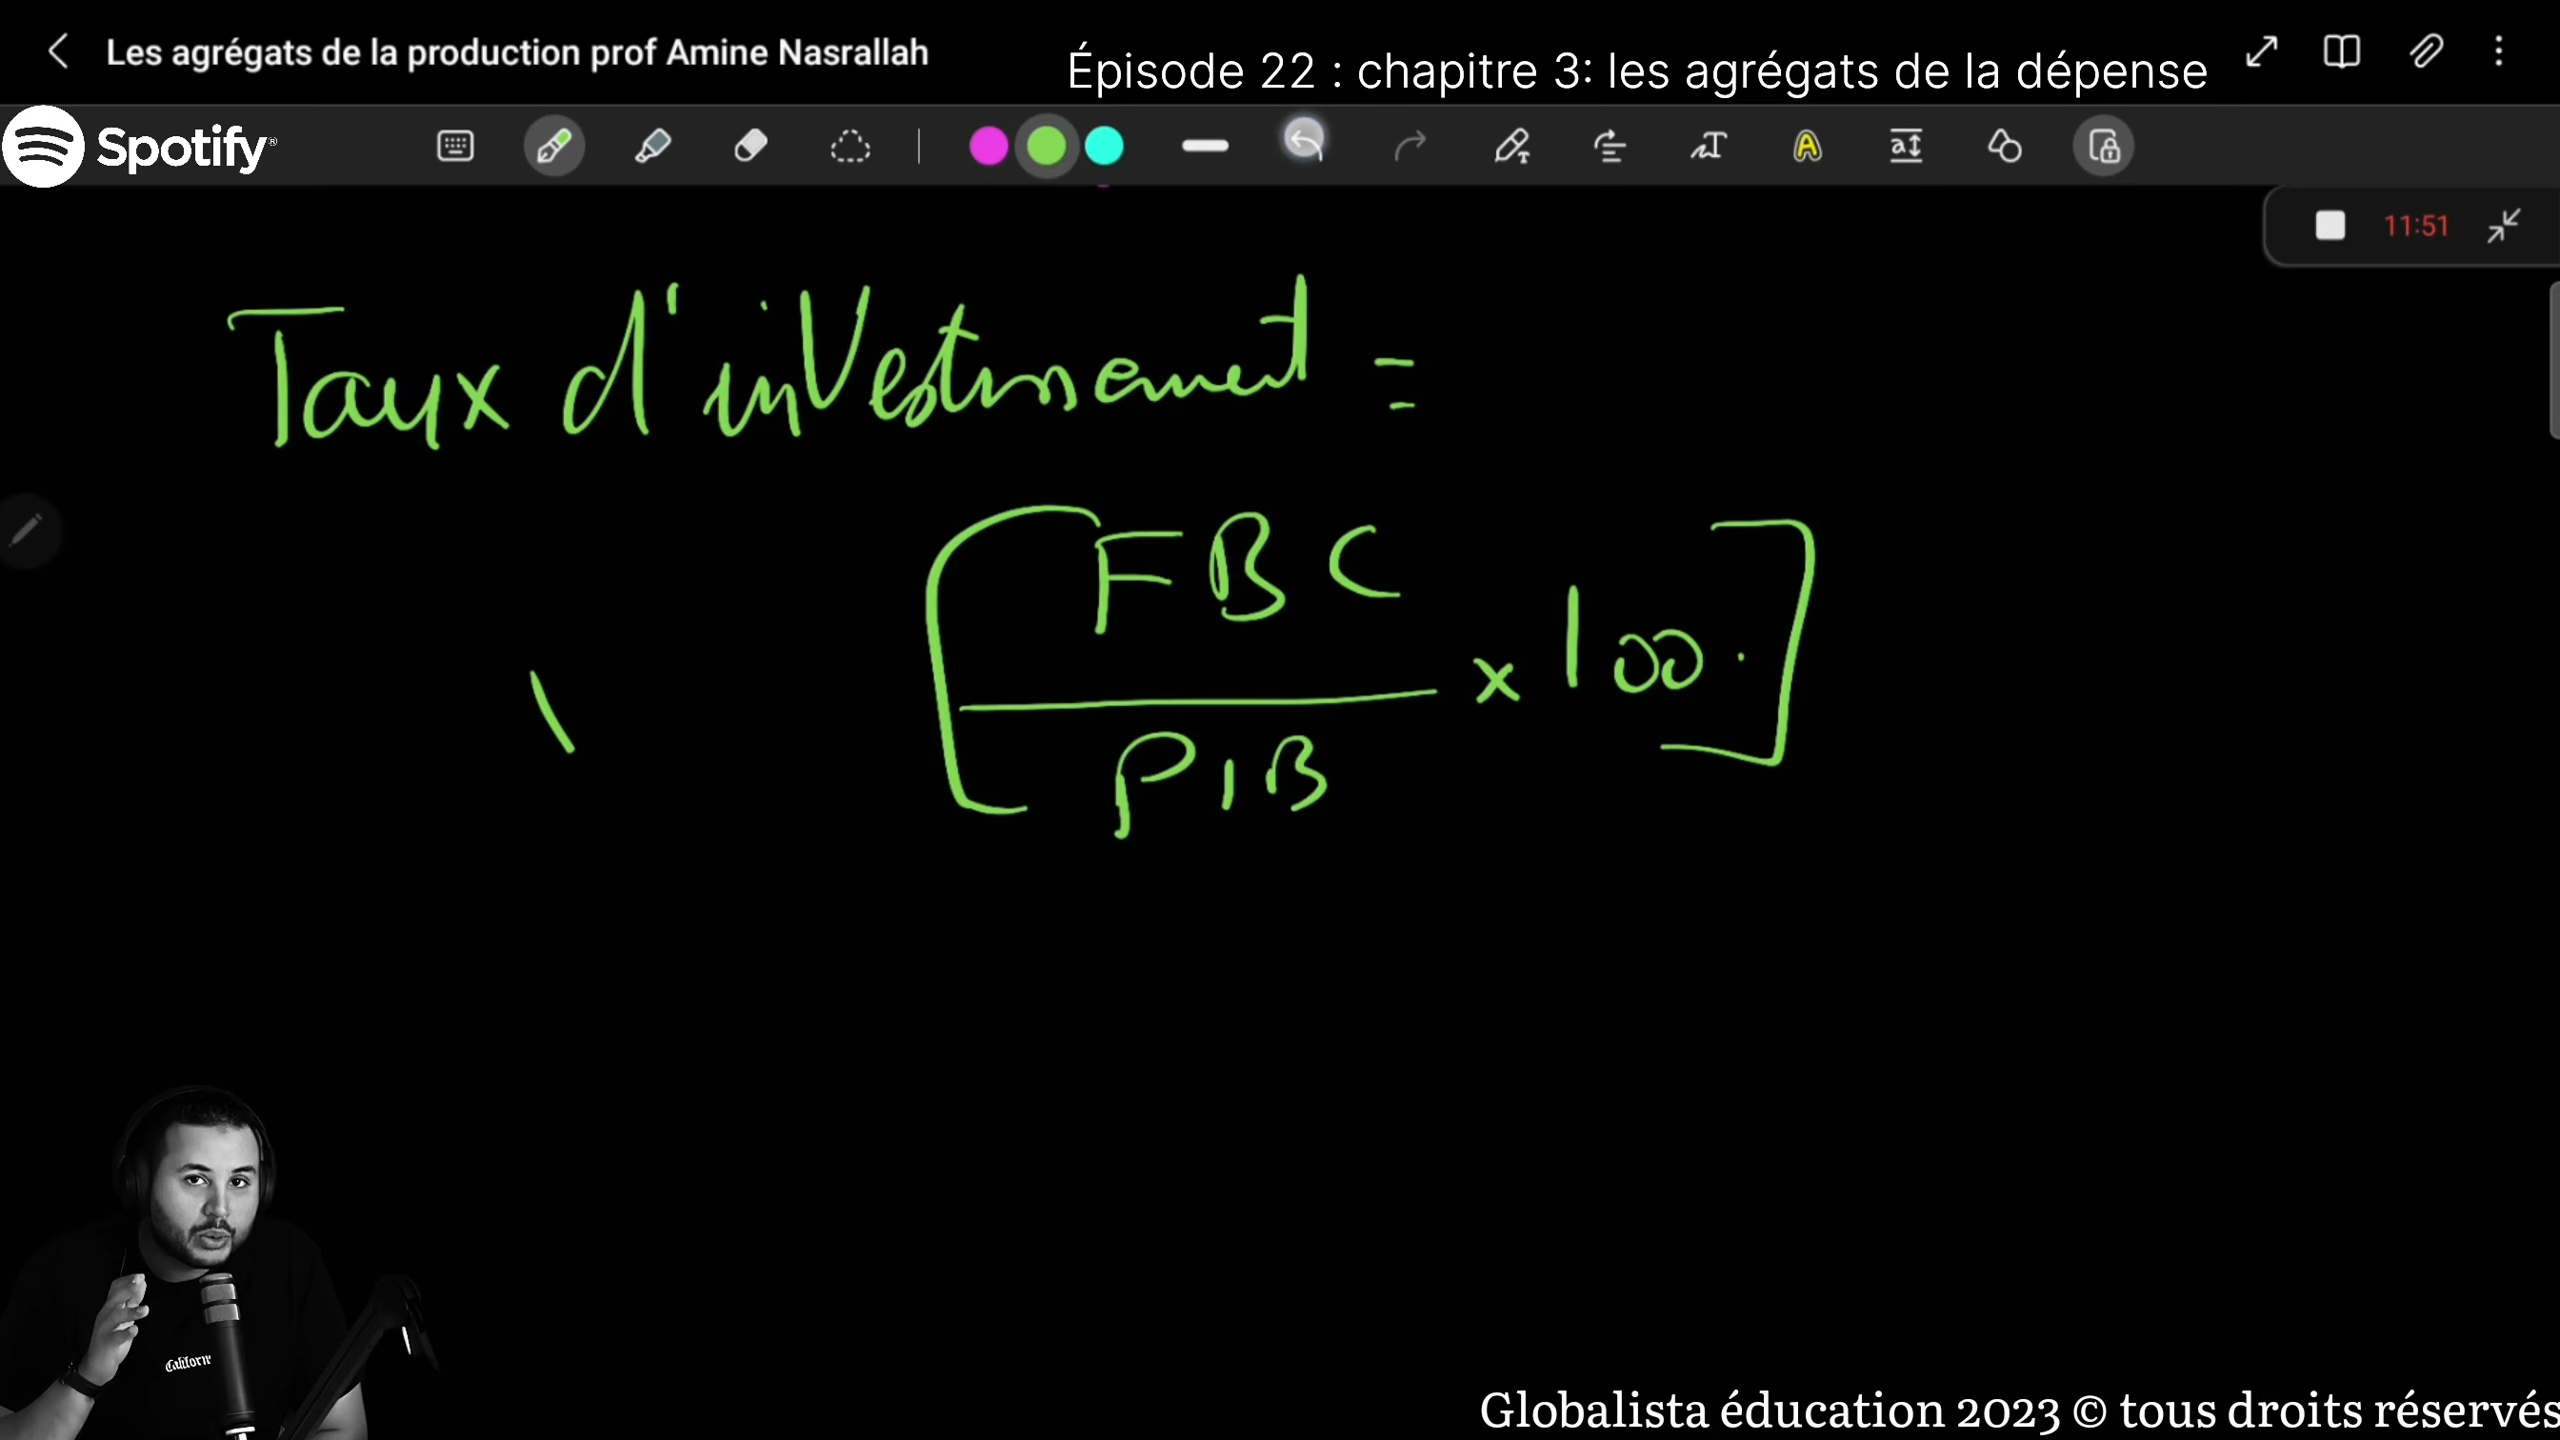 Les agrégats de la production prof Amine Nasrallah
Épisode 22 : chapitre 3: les agrégats de la dépense
Spotify®
11:51
Taux d'investissement =
[FBC
x 100.]
PIB
Californ
Globalista éducation 2023 © tous droits réservés